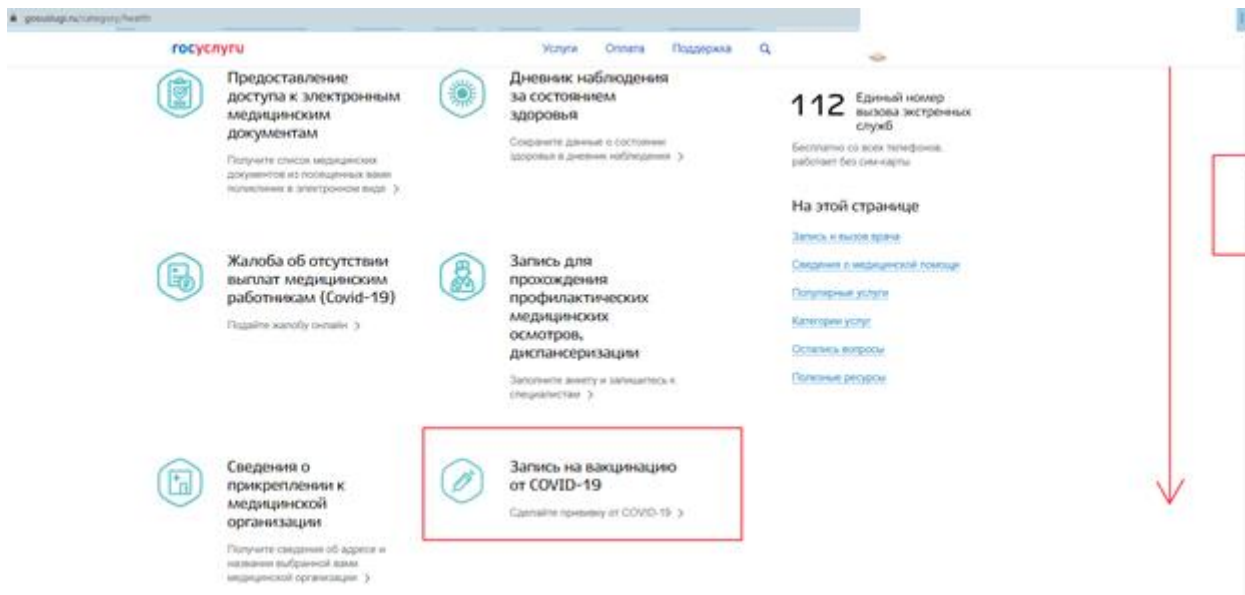 gosuslugi.ru/category/health
госуслуги
Услуги Оплата Поддержка
Предоставление
доступа к электронным
медицинским
документам
Получите список медицинских
документов из посещенных вами
поликлиник в электронном виде >
Дневник наблюдения
за состоянием
здоровья
Сохраните данные о состоянии
здоровья в дневник наблюдения >
Жалоба об отсутствии
выплат медицинским
работникам (Covid-19)
Подайте жалобу онлайн >
Запись для
прохождения
профилактических
медицинских
осмотров,
диспансеризации
Заполните анкету и запишитесь к
специалистам >
Сведения о
прикреплении к
медицинской
организации
Получите сведения об адресе и
названии выбранной вами
медицинской организации >
Запись на вакцинацию
от COVID-19
Сделайте прививку от COVID-19 >
112 Единый номер
вызова экстренных
служб
Бесплатно со всех телефонов,
работает без сим-карты
На этой странице
Запись и вызов врача
Сведения о медицинской помощи
Популярные услуги
Категории услуг
Остались вопросы
Полезные ресурсы